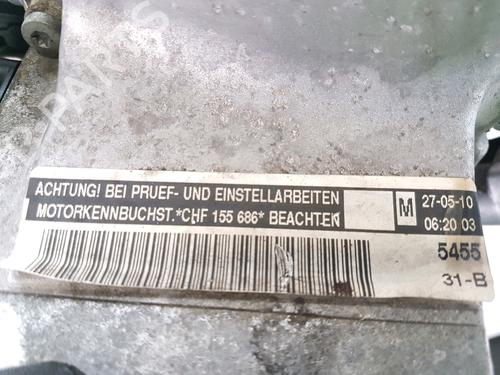 ACHTUNG! BEI PRUEF- UND EINSTELLARBEITEN
MOTORKENNBUCHST.*CHF 155 686* BEACHTEN
M
27-05-10
06:20 03
5455
31-B